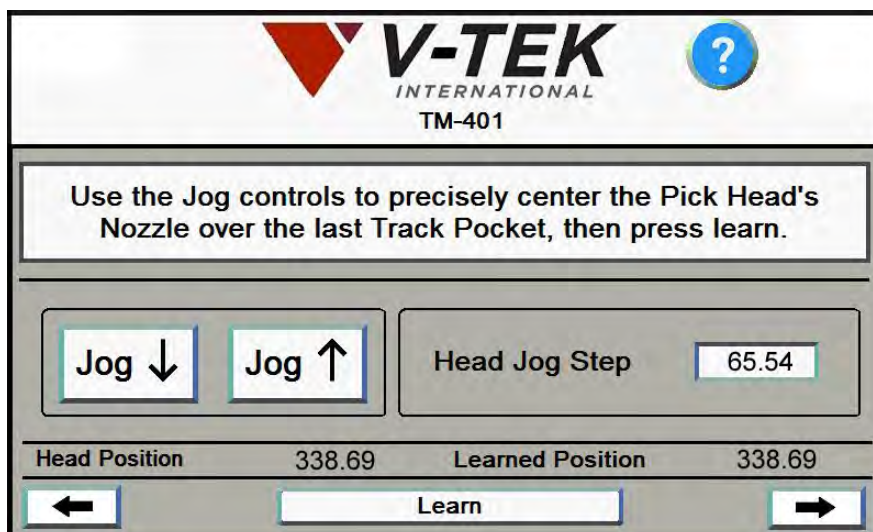 V-TEK
INTERNATIONAL
TM-401
?
Use the Jog controls to precisely center the Pick Head's
Nozzle over the last Track Pocket, then press learn.
Jog ↓ Jog ↑ Head Jog Step 65.54
Head Position 338.69 Learned Position 338.69
← Learn →